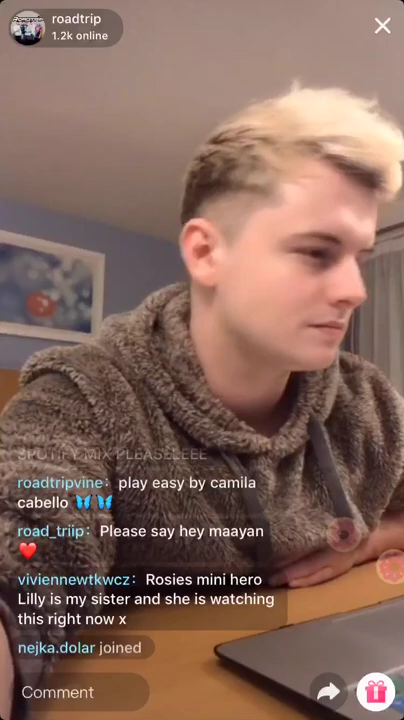 roadtrip
1.2k online
SPOTIFY MIX PLEASELEEE
roadtripvine: play easy by camila
cabello 🦋 🦋
road_triip: Please say hey maayan
❤️
viviennewtkwcz: Rosies mini hero
Lilly is my sister and she is watching
this right now x
nejka.dolar joined
Comment